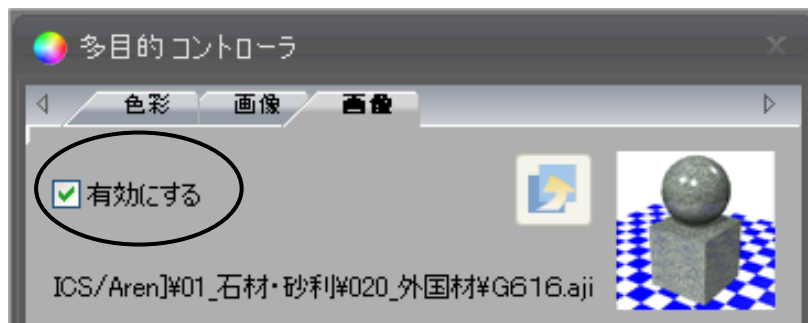 多目的コントローラ
色彩 画像 画像
有効にする
ICS/Aren]¥01_石材・砂利¥020_外国材¥G616.aji